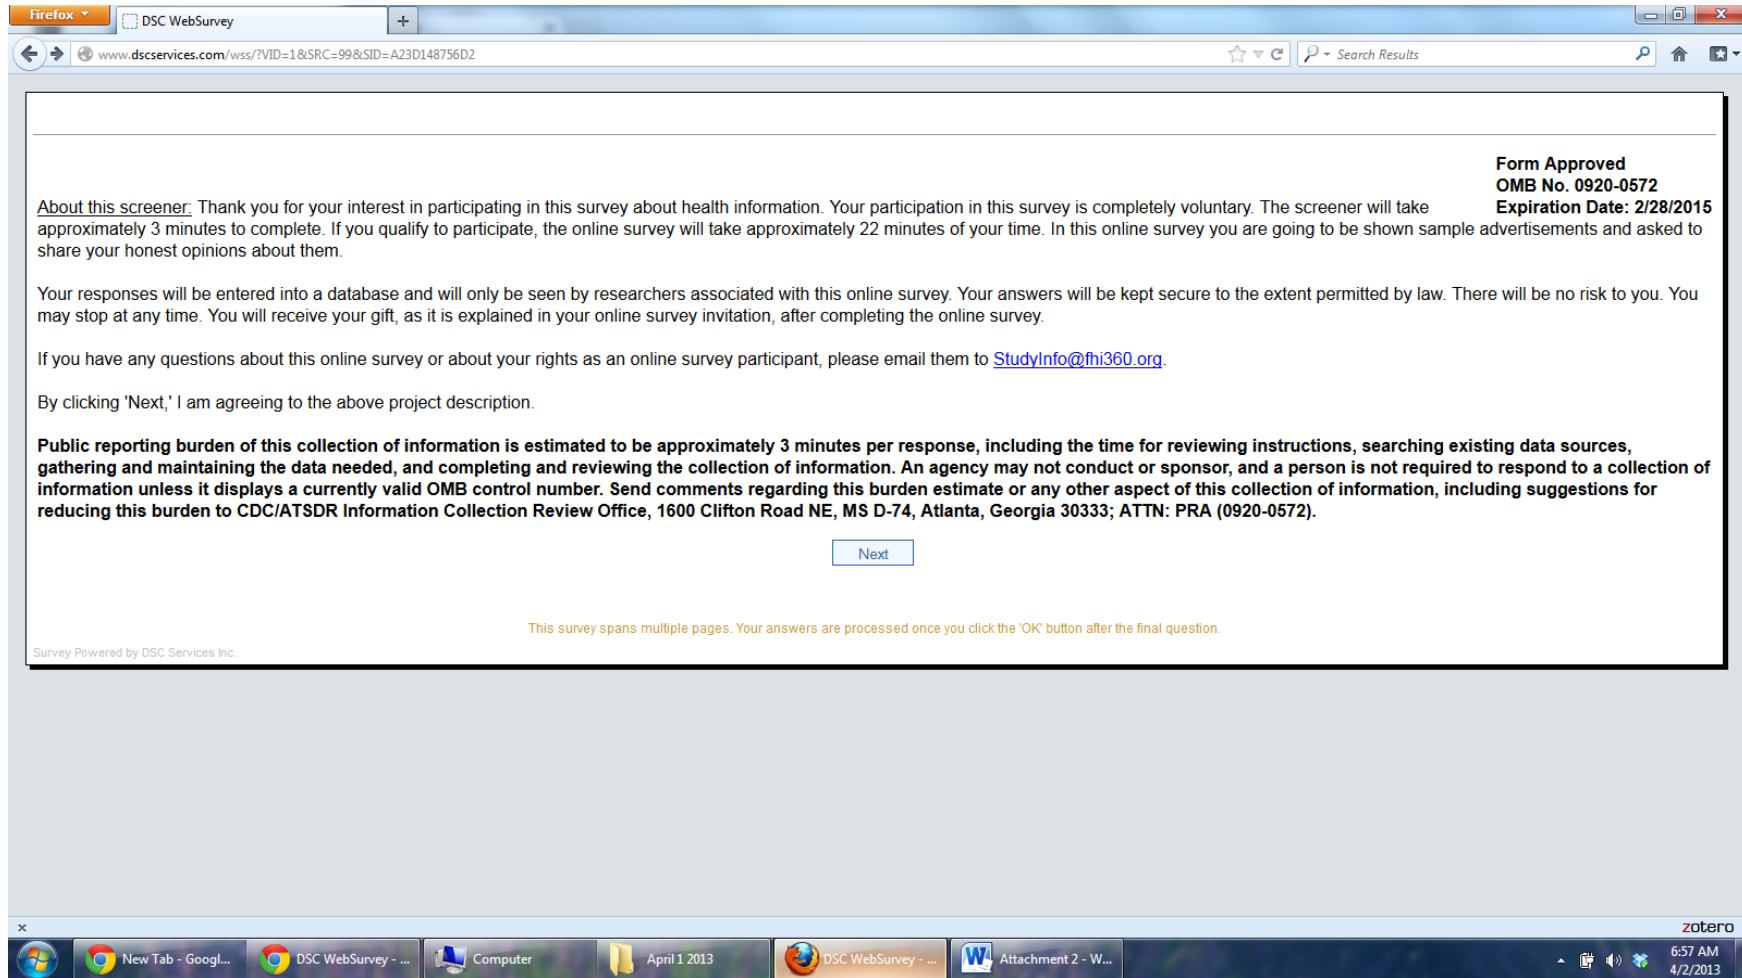 Firefox
DSC WebSurvey
+
www.dscservices.com/wss/?VID=1&SRC=99&SID=A23D148756D2
Search Results
Form Approved
OMB No. 0920-0572
Expiration Date: 2/28/2015
About this screener: Thank you for your interest in participating in this survey about health information. Your participation in this survey is completely voluntary. The screener will take
approximately 3 minutes to complete. If you qualify to participate, the online survey will take approximately 22 minutes of your time. In this online survey you are going to be shown sample advertisements and asked to
share your honest opinions about them.
Your responses will be entered into a database and will only be seen by researchers associated with this online survey. Your answers will be kept secure to the extent permitted by law. There will be no risk to you. You
may stop at any time. You will receive your gift, as it is explained in your online survey invitation, after completing the online survey.
If you have any questions about this online survey or about your rights as an online survey participant, please email them to StudyInfo@fhi360.org.
By clicking 'Next,' I am agreeing to the above project description.
Public reporting burden of this collection of information is estimated to be approximately 3 minutes per response, including the time for reviewing instructions, searching existing data sources,
gathering and maintaining the data needed, and completing and reviewing the collection of information. An agency may not conduct or sponsor, and a person is not required to respond to a collection of
information unless it displays a currently valid OMB control number. Send comments regarding this burden estimate or any other aspect of this collection of information, including suggestions for
reducing this burden to CDC/ATSDR Information Collection Review Office, 1600 Clifton Road NE, MS D-74, Atlanta, Georgia 30333; ATTN: PRA (0920-0572).
Next
This survey spans multiple pages. Your answers are processed once you click the 'OK' button after the final question.
Survey Powered by DSC Services Inc.
x
zotero
New Tab - Googl...
DSC WebSurvey - ...
Computer
April 1 2013
DSC WebSurvey - ...
Attachment 2 - W...
6:57 AM
4/2/2013